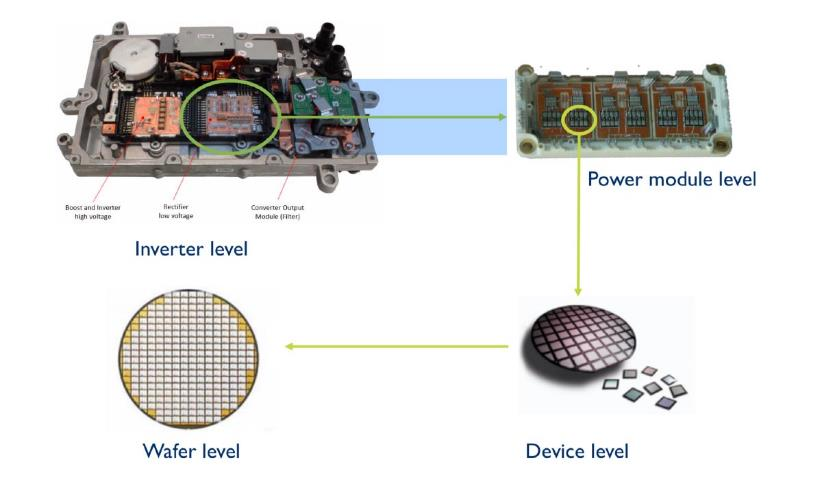 Power module level
Boost and Inverter
high voltage
Rectifier
low voltage
Converter Output
Module (Filter)
Inverter level
Wafer level
Device level